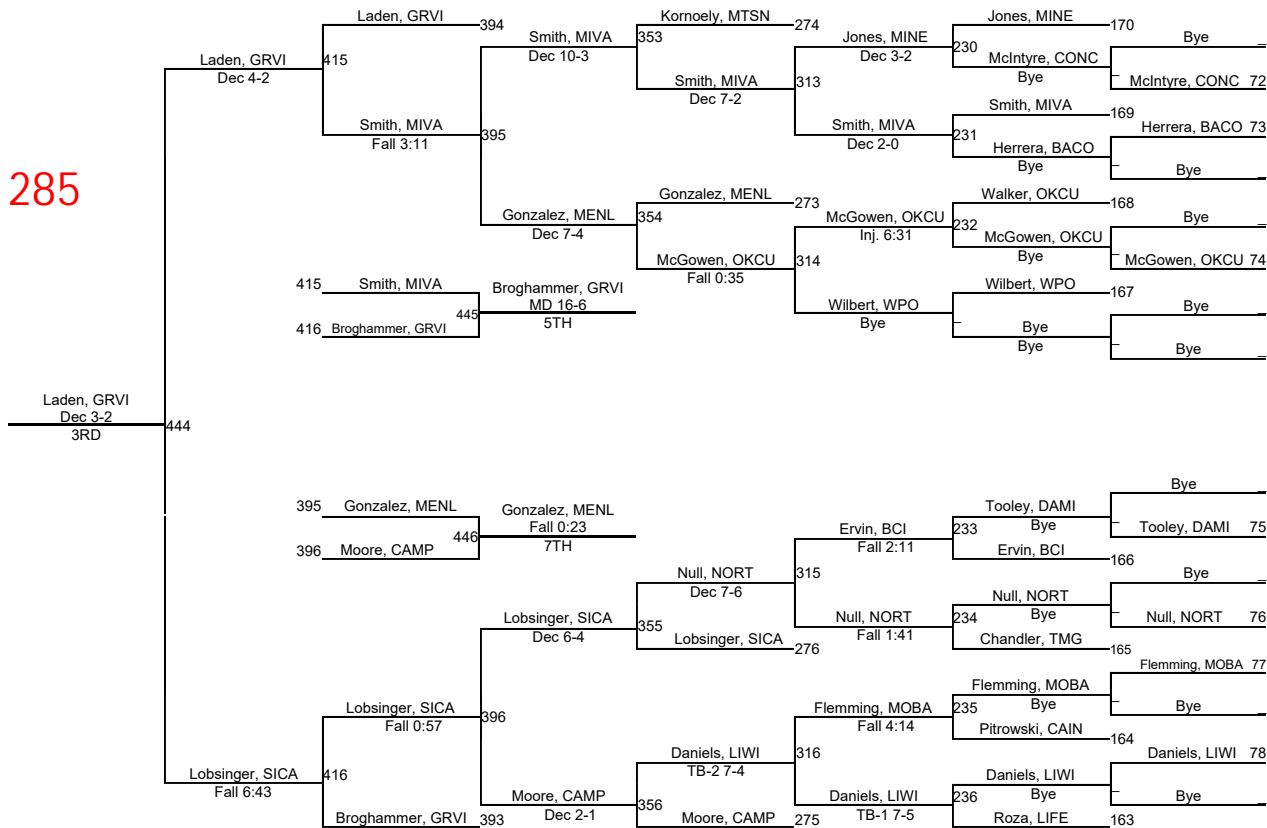 Laden, GRVI
394
Kornoely, MTSN
274
Jones, MINE
170
Bye
Smith, MIVA
Dec 10-3
353
Jones, MINE
Dec 3-2
230
McIntyre, CONC
Bye
McIntyre, CONC 72
Laden, GRVI
Dec 4-2
415
Smith, MIVA
Dec 7-2
313
Smith, MIVA
169
Herrera, BACO 73
Smith, MIVA
Fall 3:11
395
Smith, MIVA
Dec 2-0
231
Herrera, BACO
Bye
Bye
285
Gonzalez, MENL
273
Walker, OKCU
168
Bye
Gonzalez, MENL
Dec 7-4
354
McGowen, OKCU
Inj. 6:31
232
McGowen, OKCU
Bye
McGowen, OKCU 74
McGowen, OKCU
Fall 0:35
314
Wilbert, WPO
167
Bye
415 Smith, MIVA
445
Broghammer, GRVI
MD 16-6
5TH
Wilbert, WPO
Bye
Bye
Bye
Bye
416 Broghammer, GRVI
Laden, GRVI
Dec 3-2
3RD
444
395 Gonzalez, MENL
446
Gonzalez, MENL
Fall 0:23
7TH
396 Moore, CAMP
Bye
Tooley, DAMI
Bye
Tooley, DAMI 75
Ervin, BCI
Fall 2:11
233
Ervin, BCI
166
Null, NORT
Dec 7-6
315
Bye
Null, NORT
Bye
Null, NORT 76
Lobsinger, SICA
Dec 6-4
355
Null, NORT
Fall 1:41
234
Lobsinger, SICA
276
Chandler, TMG
165
Flemming, MOBA 77
Flemming, MOBA
Bye
Bye
Lobsinger, SICA
Fall 0:57
396
Flemming, MOBA
Fall 4:14
235
Pitrowski, CAIN
164
Daniels, LIWI
TB-2 7-4
316
Daniels, LIWI 78
Lobsinger, SICA
Fall 6:43
416
Daniels, LIWI
Bye
Bye
Moore, CAMP
Dec 2-1
356
Daniels, LIWI
TB-1 7-5
236
Broghammer, GRVI
393
Moore, CAMP
275
Roza, LIFE
163